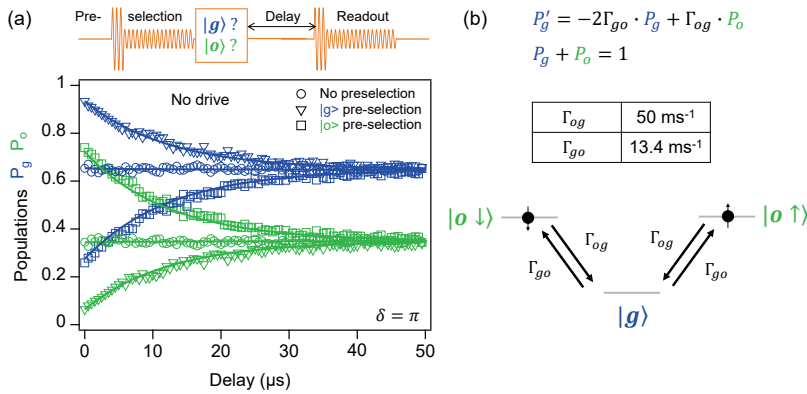 (a)
Pre-
selection
|g⟩ ?
|o⟩ ?
Delay
Readout
No drive
No preselection
|g> pre-selection
|o> pre-selection
Populations P_g P_o
1
0.8
0.6
0.4
0.2
0
δ = π
0 10 20 30 40 50
Delay (μs)
(b)
P′_g = −2Γ_go · P_g + Γ_og · P_o
P_g + P_o = 1
Γ_og 50 ms⁻¹
Γ_go 13.4 ms⁻¹
|o ↓⟩
|o ↑⟩
Γ_og
Γ_go
Γ_og
Γ_go
|g⟩